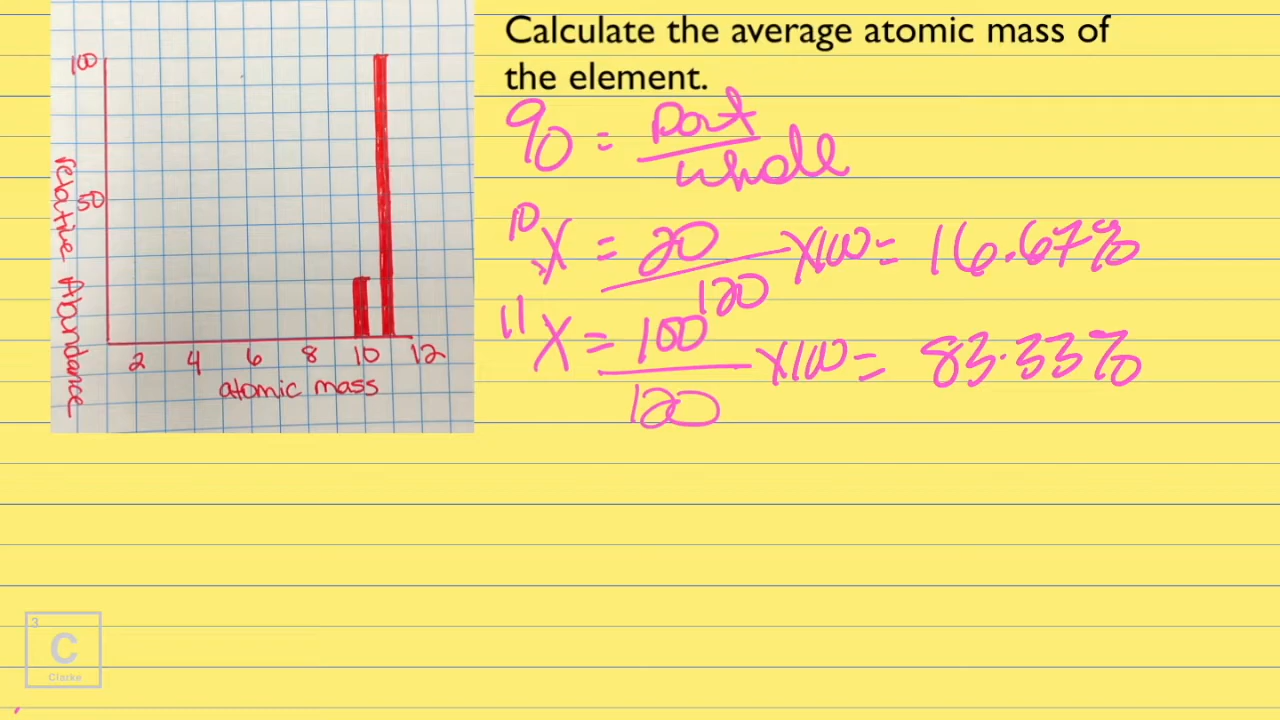 Calculate the average atomic mass of
the element.
% = Part / whole
¹⁰X = 20 / 120 X100 = 16.67%
¹¹X = 100 / 120 X100 = 83.33%
100
50
relative Abundance
2 4 6 8 10 12
atomic mass
3
C
Clarke